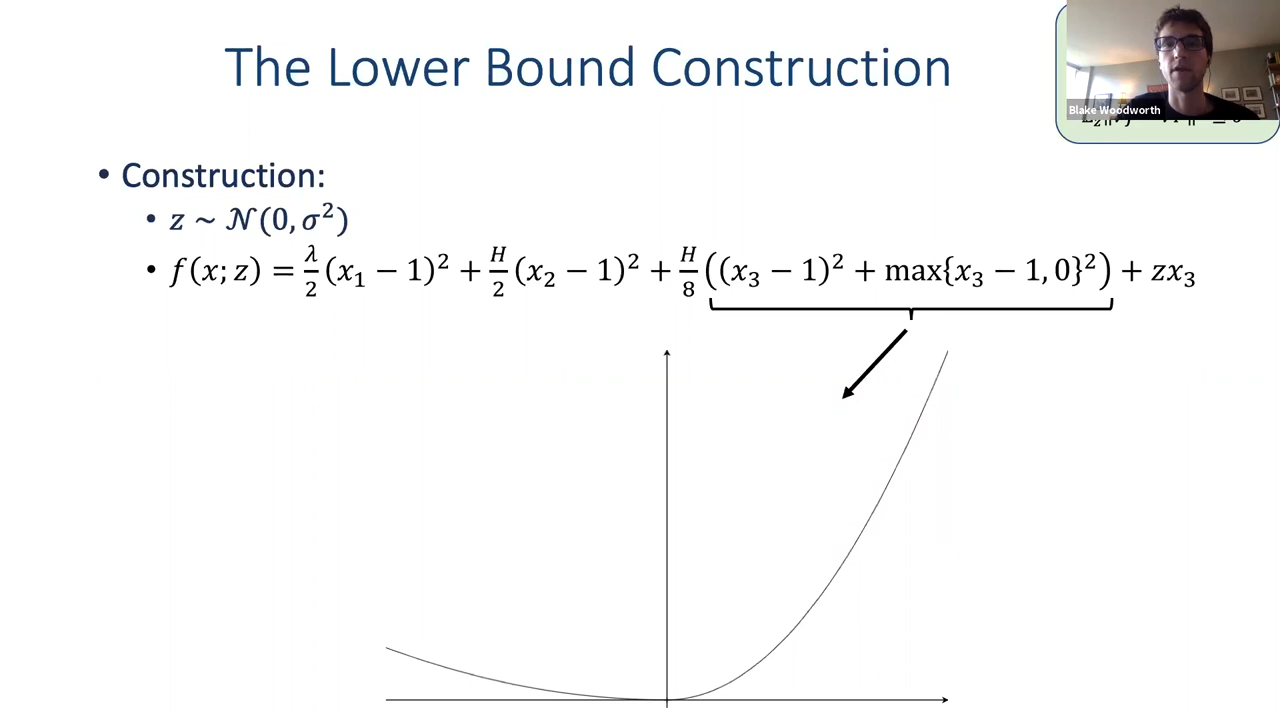 The Lower Bound Construction
Blake Woodworth
• Construction:
• z ~ 𝒩(0, σ²)
• f(x; z) = λ/2 (x₁ − 1)² + H/2 (x₂ − 1)² + H/8 ((x₃ − 1)² + max{x₃ − 1, 0}²) + zx₃